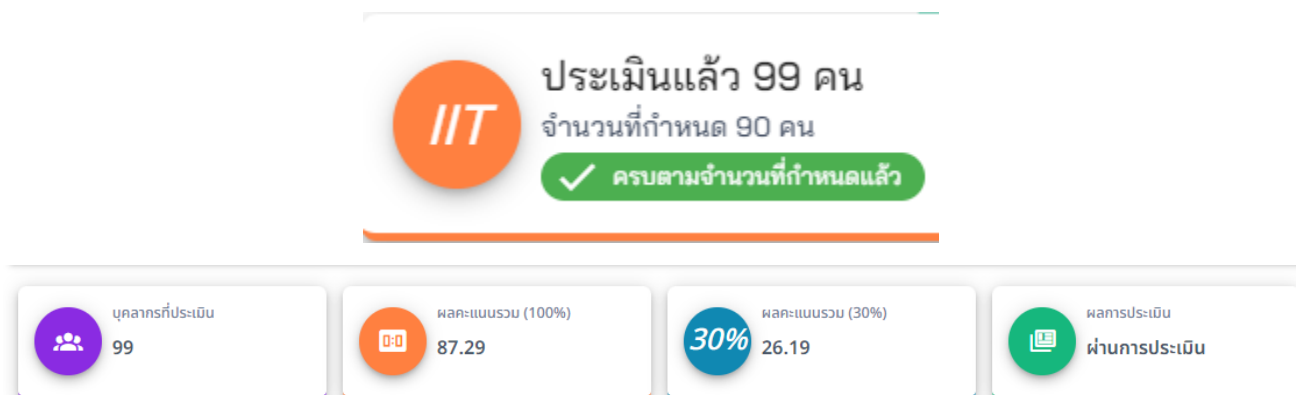 IIT
ประเมินแล้ว 99 คน
จำนวนที่กำหนด 90 คน
ครบตามจำนวนที่กำหนดแล้ว
บุคลากรที่ประเมิน
99
0:0
ผลคะแนนรวม (100%)
87.29
30%
ผลคะแนนรวม (30%)
26.19
ผลการประเมิน
ผ่านการประเมิน